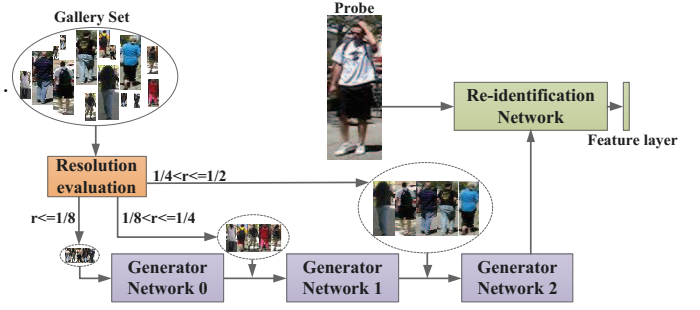 Gallery Set
Probe
Re-identification
Network
Feature layer
Resolution
evaluation
1/4<r<=1/2
r<=1/8
1/8<r<=1/4
Generator
Network 0
Generator
Network 1
Generator
Network 2